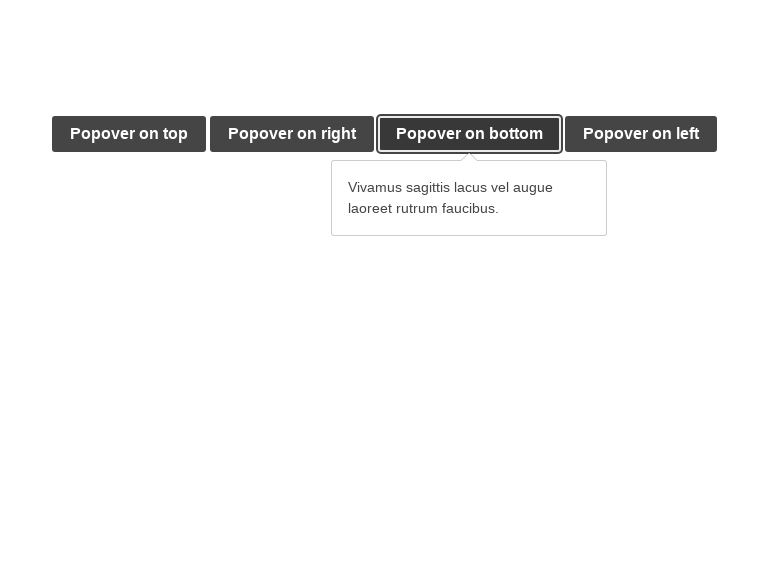 Popover on top Popover on right Popover on bottom Popover on left
Vivamus sagittis lacus vel augue
laoreet rutrum faucibus.